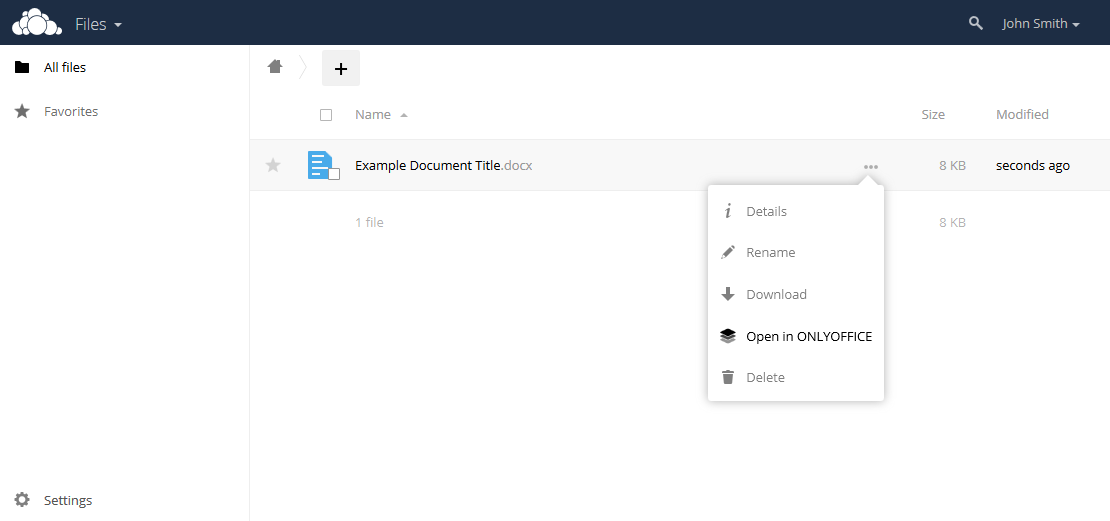 Files
John Smith
All files
Favorites
+
Name
Size
Modified
Example Document Title.docx
8 KB
seconds ago
1 file
8 KB
Details
Rename
Download
Open in ONLYOFFICE
Delete
Settings